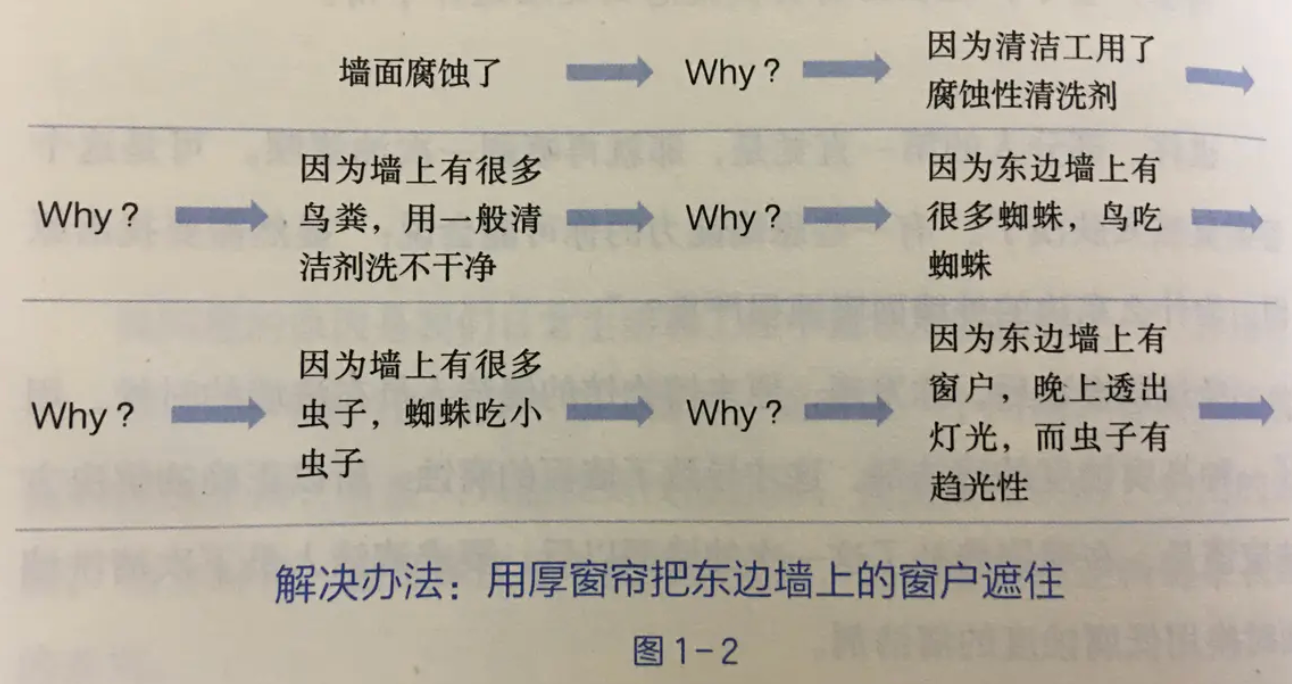 墙面腐蚀了
Why？
因为清洁工用了
腐蚀性清洗剂
Why？
因为墙上有很多
鸟粪，用一般清
洁剂洗不干净
Why？
因为东边墙上有
很多蜘蛛，鸟吃
蜘蛛
Why？
因为墙上有很多
虫子，蜘蛛吃小
虫子
Why？
因为东边墙上有
窗户，晚上透出
灯光，而虫子有
趋光性
解决办法：用厚窗帘把东边墙上的窗户遮住
图1-2